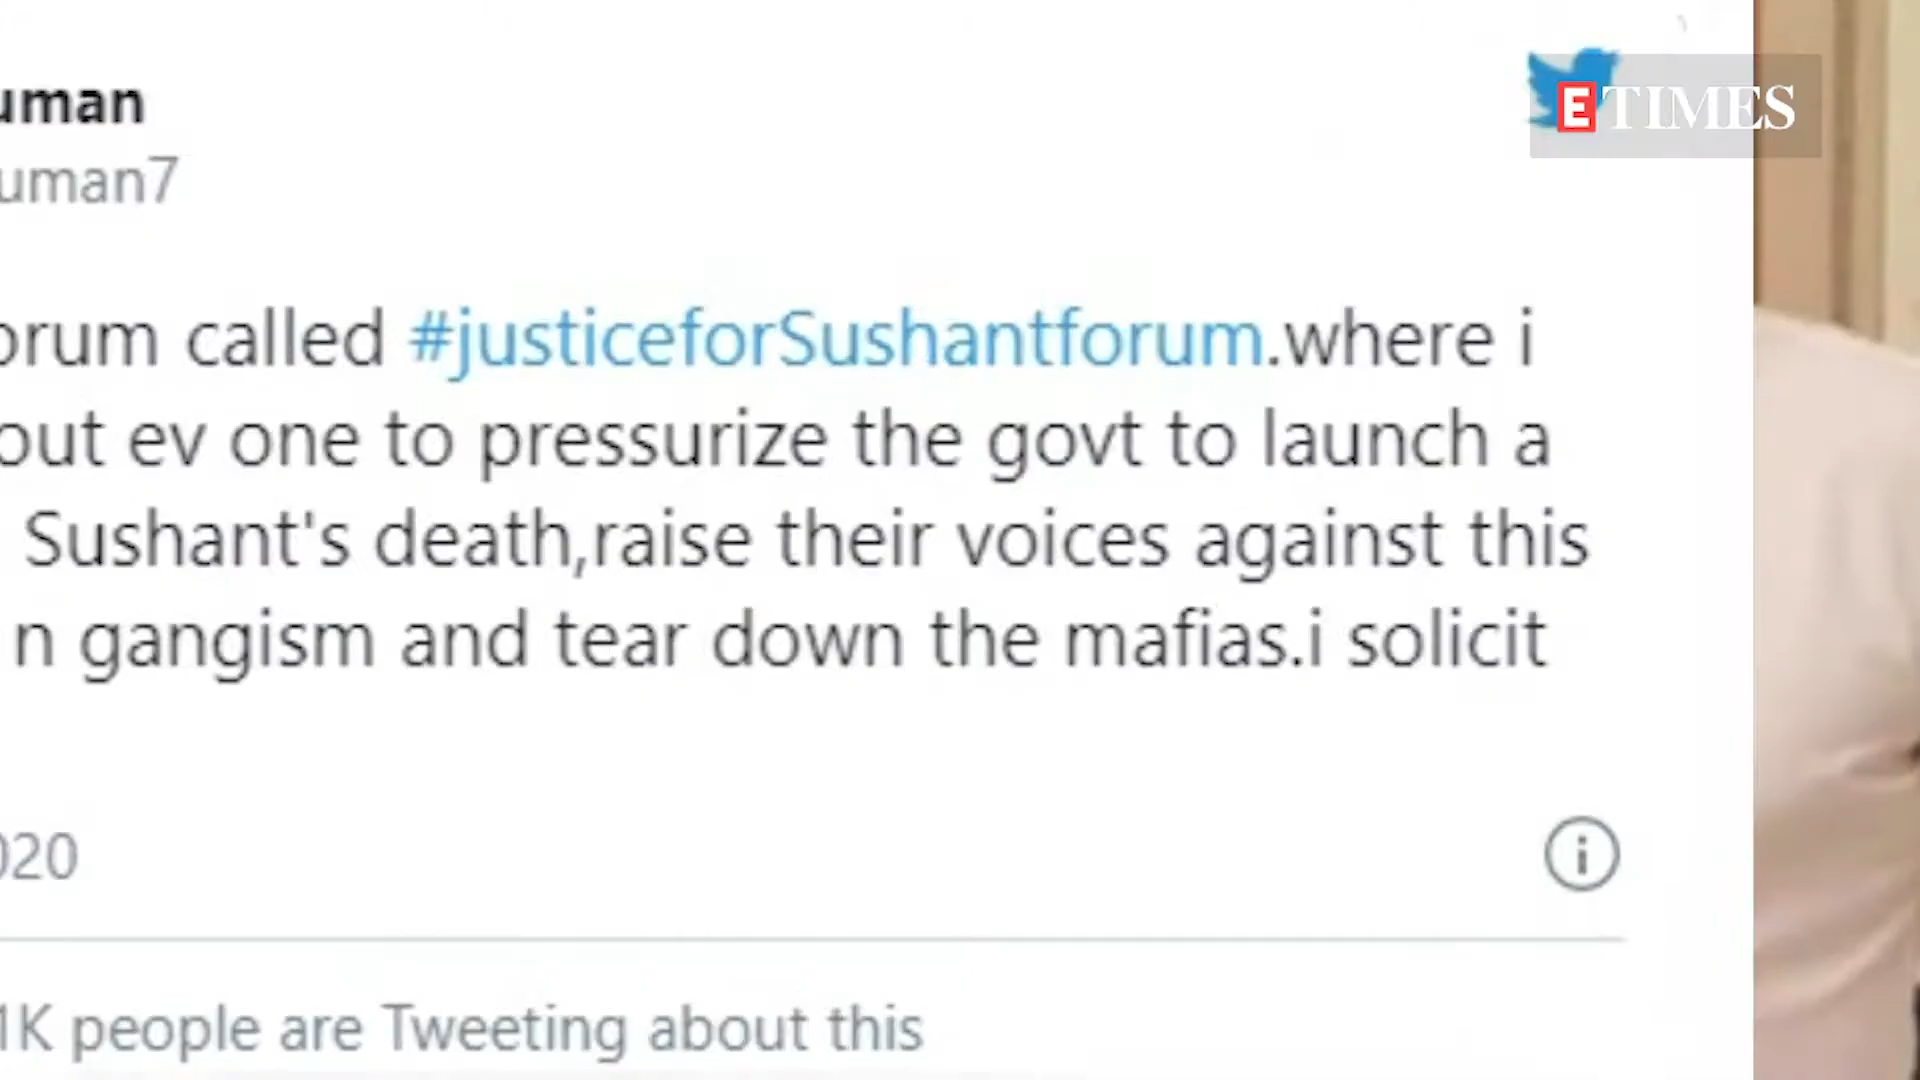 uman
ETIMES
uman7
orum called #justiceforSushantforum.where i
out ev one to pressurize the govt to launch a
Sushant's death,raise their voices against this
n gangism and tear down the mafias.i solicit
020
1K people are Tweeting about this